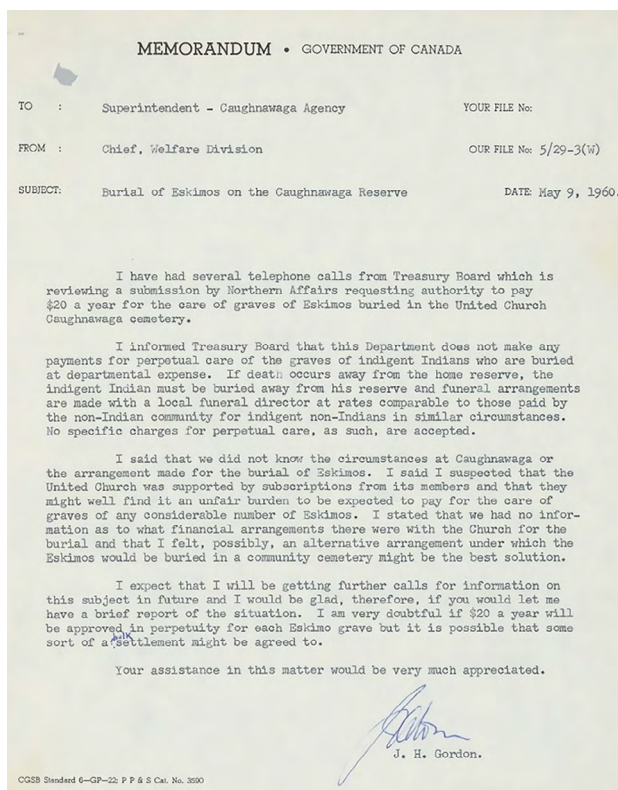 MEMORANDUM • GOVERNMENT OF CANADA
TO : Superintendent - Caughnawaga Agency YOUR FILE No:
FROM : Chief, Welfare Division OUR FILE No: 5/29-3(W)
SUBJECT: Burial of Eskimos on the Caughnawaga Reserve DATE: May 9, 1960.
I have had several telephone calls from Treasury Board which is
reviewing a submission by Northern Affairs requesting authority to pay
$20 a year for the care of graves of Eskimos buried in the United Church
Caughnawaga cemetery.
I informed Treasury Board that this Department does not make any
payments for perpetual care of the graves of indigent Indians who are buried
at departmental expense. If death occurs away from the home reserve, the
indigent Indian must be buried away from his reserve and funeral arrangements
are made with a local funeral director at rates comparable to those paid by
the non-Indian community for indigent non-Indians in similar circumstances.
No specific charges for perpetual care, as such, are accepted.
I said that we did not know the circumstances at Caughnawaga or
the arrangement made for the burial of Eskimos. I said I suspected that the
United Church was supported by subscriptions from its members and that they
might well find it an unfair burden to be expected to pay for the care of
graves of any considerable number of Eskimos. I stated that we had no infor-
mation as to what financial arrangements there were with the Church for the
burial and that I felt, possibly, an alternative arrangement under which the
Eskimos would be buried in a community cemetery might be the best solution.
I expect that I will be getting further calls for information on
this subject in future and I would be glad, therefore, if you would let me
have a brief report of the situation. I am very doubtful if $20 a year will
be approved in perpetuity for each Eskimo grave but it is possible that some
sort of a bulk settlement might be agreed to.
Your assistance in this matter would be very much appreciated.
J. H. Gordon.
CGSB Standard 6-GP-22; P P & S Cat. No. 3590